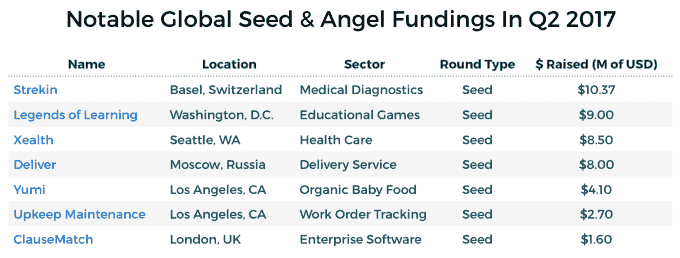 Notable Global Seed & Angel Fundings In Q2 2017
Name Location Sector Round Type $ Raised (M of USD)
Strekin Basel, Switzerland Medical Diagnostics Seed $10.37
Legends of Learning Washington, D.C. Educational Games Seed $9.00
Xealth Seattle, WA Health Care Seed $8.50
Deliver Moscow, Russia Delivery Service Seed $8.00
Yumi Los Angeles, CA Organic Baby Food Seed $4.10
Upkeep Maintenance Los Angeles, CA Work Order Tracking Seed $2.70
ClauseMatch London, UK Enterprise Software Seed $1.60